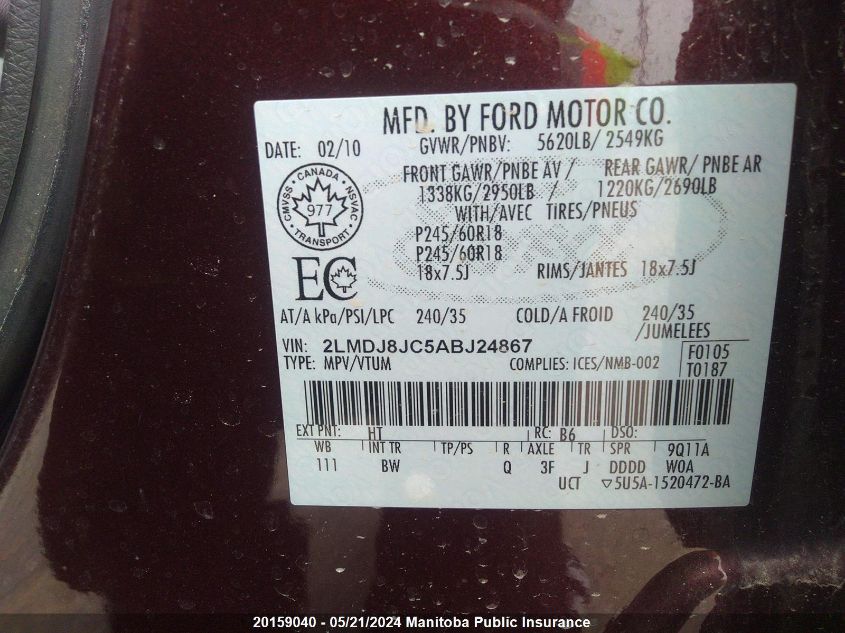 MFD. BY FORD MOTOR CO.
DATE: 02/10 GVWR/PNBV: 5620LB/ 2549KG
FRONT GAWR/PNBE AV / REAR GAWR/ PNBE AR
1338KG/2950LB / 1220KG/2690LB
WITH/AVEC TIRES/PNEUS
CANADA CMVSS NSVAC 977 TRANSPORT
P245/60R18
P245/60R18
18x7.5J RIMS/JANTES 18x7.5J
EC
AT/A kPa/PSI/LPC 240/35 COLD/A FROID 240/35
/JUMELEES
VIN: 2LMDJ8JC5ABJ24867
TYPE: MPV/VTUM COMPLIES: ICES/NMB-002 F0105
T0187
EXT PNT: HT RC: B6 DSO:
WB INT TR TP/PS R AXLE TR SPR 9Q11A
111 BW Q 3F J DDDD WOA
UCT ▽5U5A-1520472-BA
20159040 - 05/21/2024 Manitoba Public Insurance